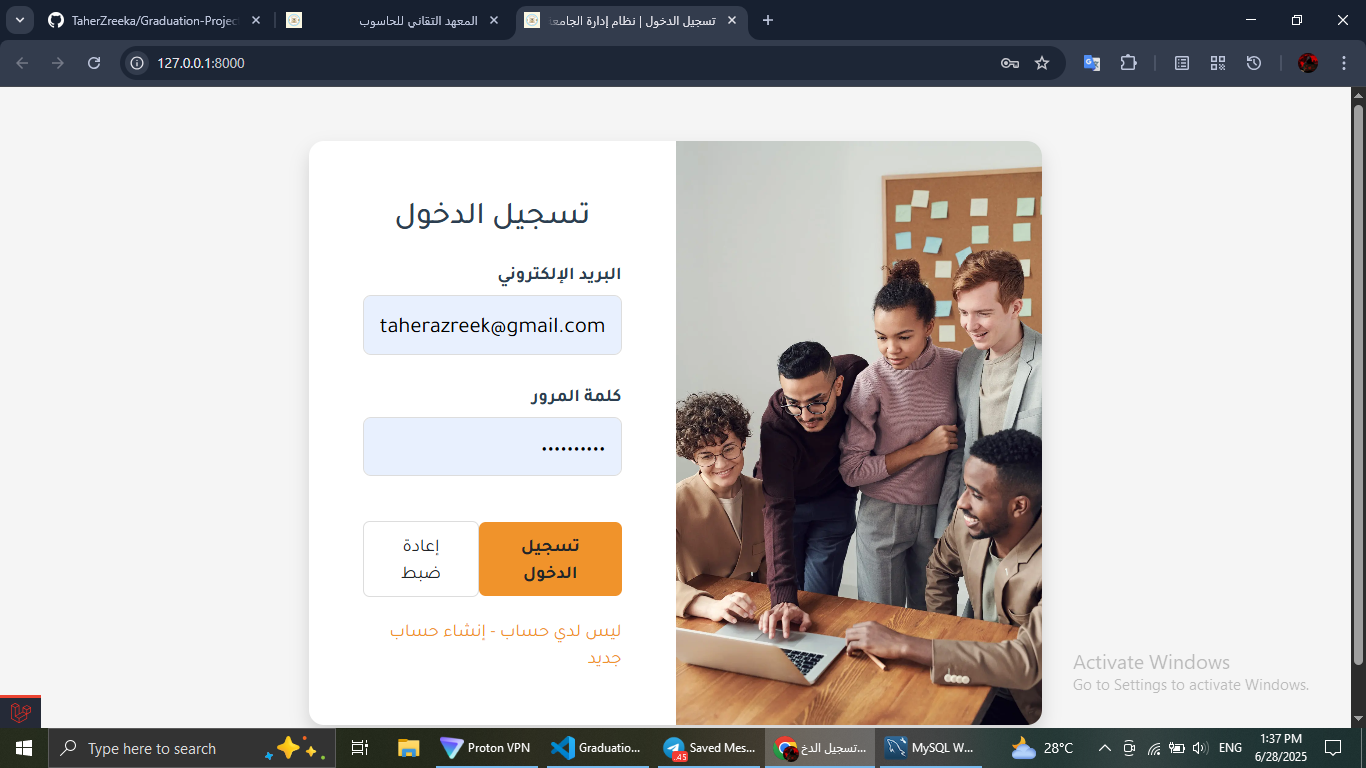 TaherZreeka/Graduation-Projec
المعهد التقاني للحاسوب
تسجيل الدخول | نظام إدارة الجامعا
127.0.0.1:8000
تسجيل الدخول
البريد الإلكتروني
taherazreek@gmail.com
كلمة المرور
••••••••••
تسجيل
الدخول
إعادة
ضبط
ليس لدي حساب - إنشاء حساب
جديد
Activate Windows
Go to Settings to activate Windows.
Type here to search
Proton VPN
Graduatio...
Saved Mes...
45
تسجيل الدخ...
MySQL W...
28°C
ENG
1:37 PM
6/28/2025